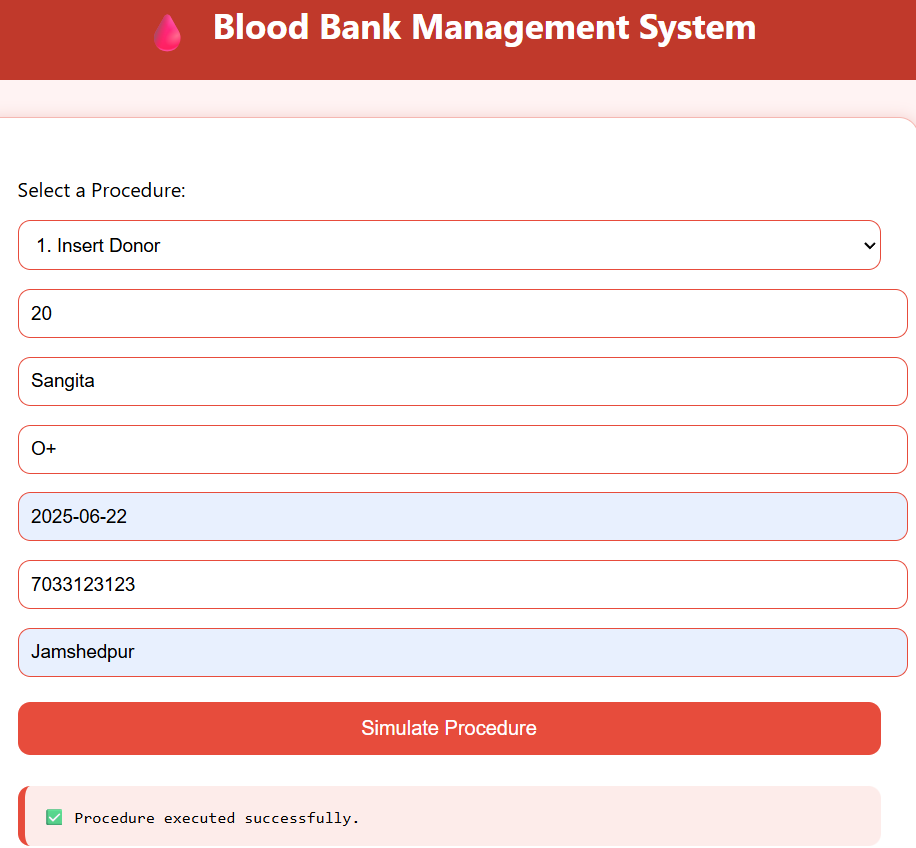 Blood Bank Management System
Select a Procedure:
1. Insert Donor
20
Sangita
O+
2025-06-22
7033123123
Jamshedpur
Simulate Procedure
✅ Procedure executed successfully.